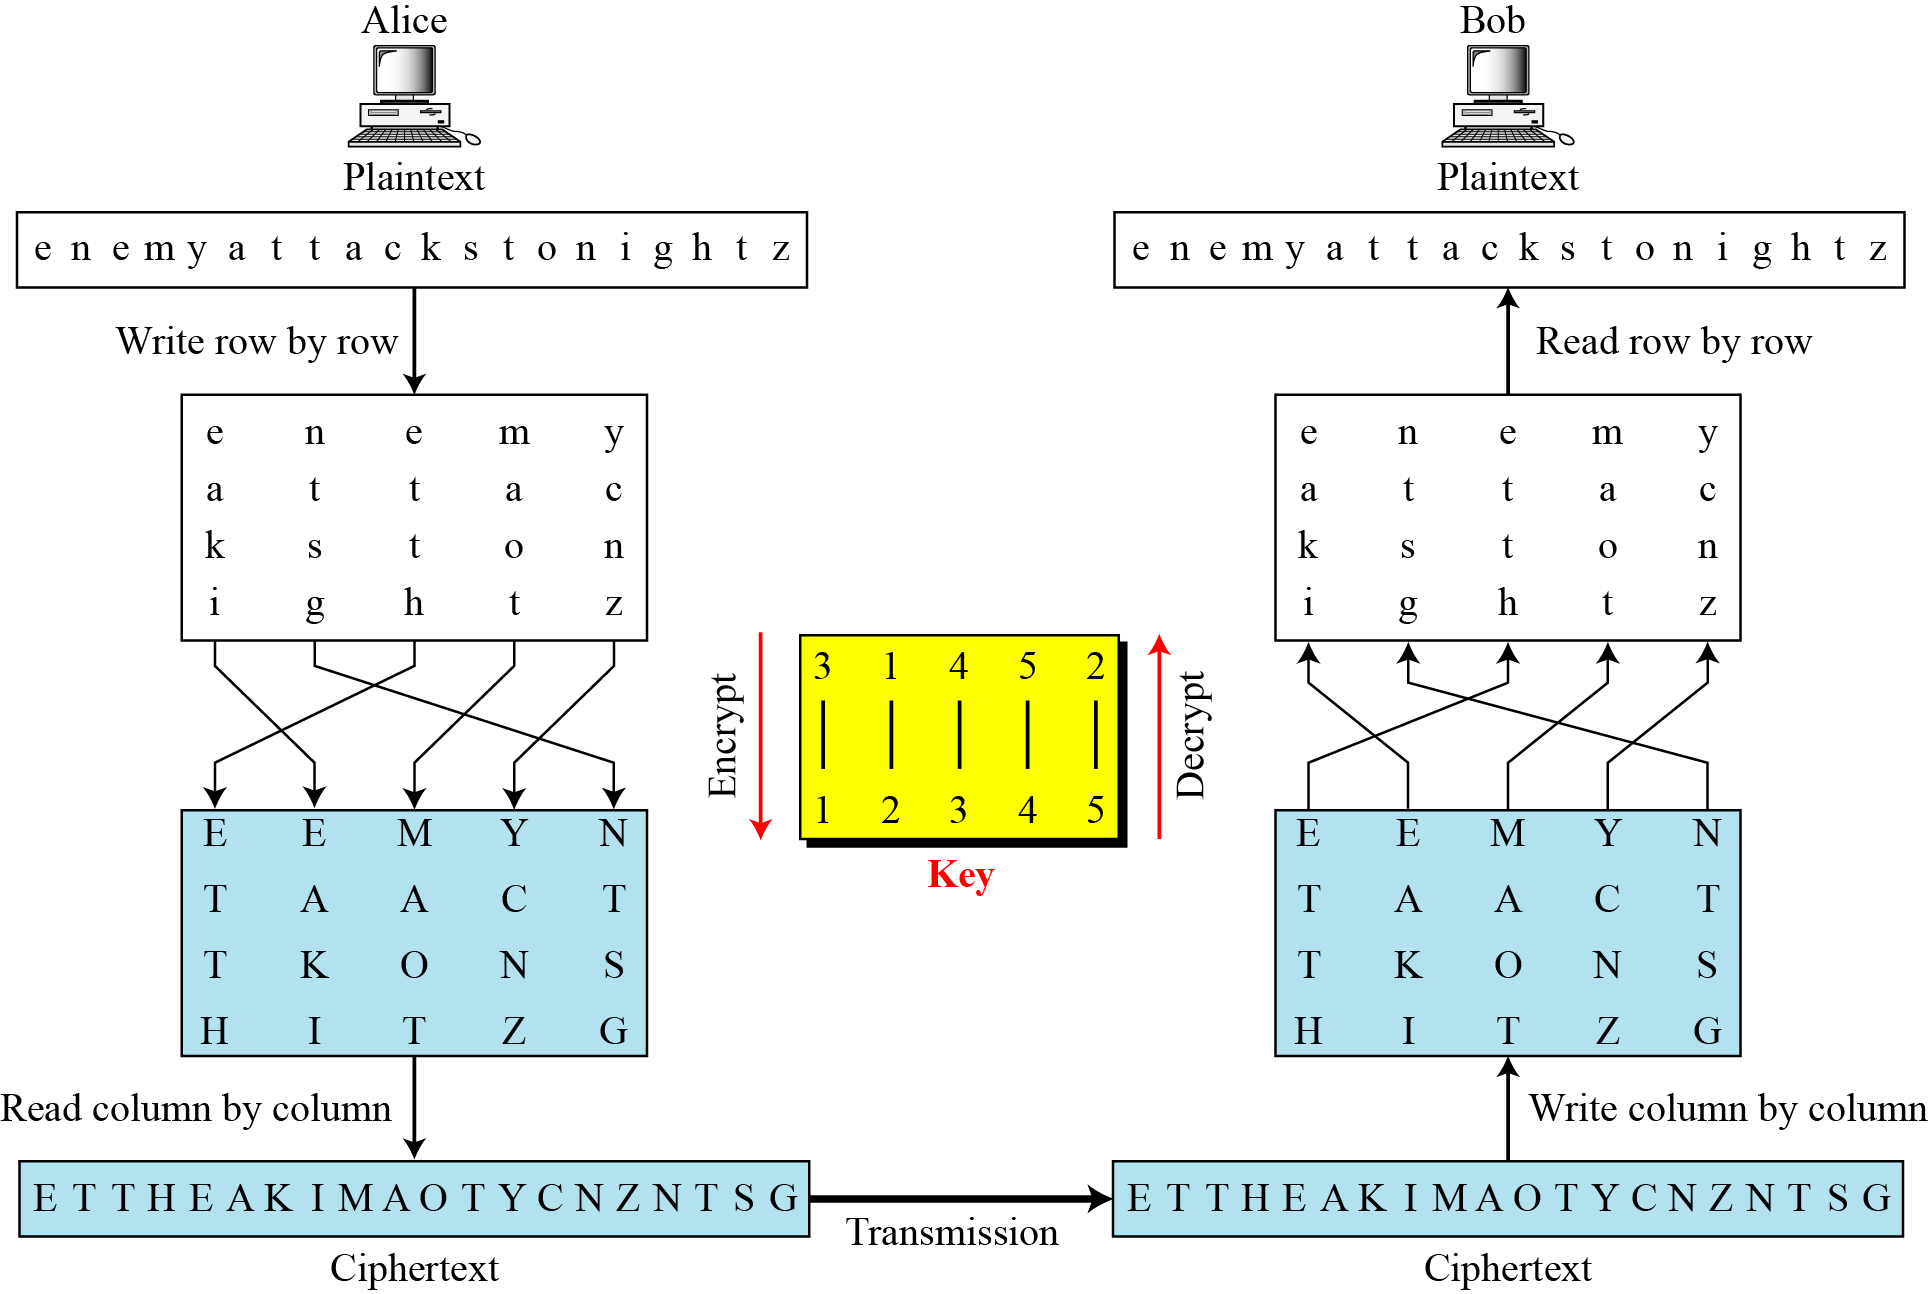 Alice
Plaintext
e n e m y a t t a c k s t o n i g h t z
Write row by row
e n e m y
a t t a c
k s t o n
i g h t z
E E M Y N
T A A C T
T K O N S
H I T Z G
Read column by column
E T T H E A K I M A O T Y C N Z N T S G
Ciphertext
Encrypt
3 1 4 5 2
1 2 3 4 5
Key
Decrypt
Transmission
Bob
Plaintext
e n e m y a t t a c k s t o n i g h t z
Read row by row
e n e m y
a t t a c
k s t o n
i g h t z
E E M Y N
T A A C T
T K O N S
H I T Z G
Write column by column
E T T H E A K I M A O T Y C N Z N T S G
Ciphertext